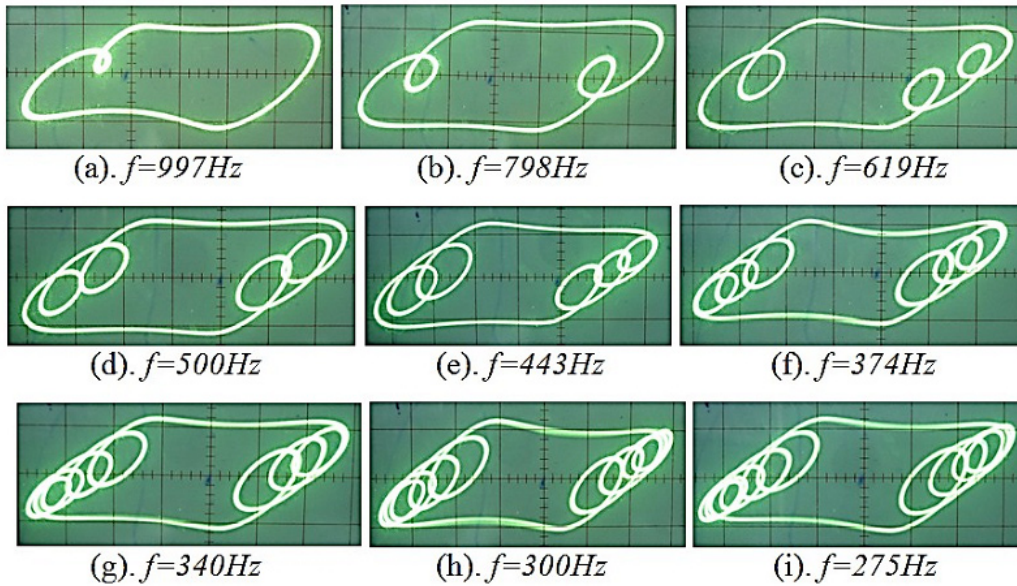 (a). f=997Hz
(b). f=798Hz
(c). f=619Hz
(d). f=500Hz
(e). f=443Hz
(f). f=374Hz
(g). f=340Hz
(h). f=300Hz
(i). f=275Hz